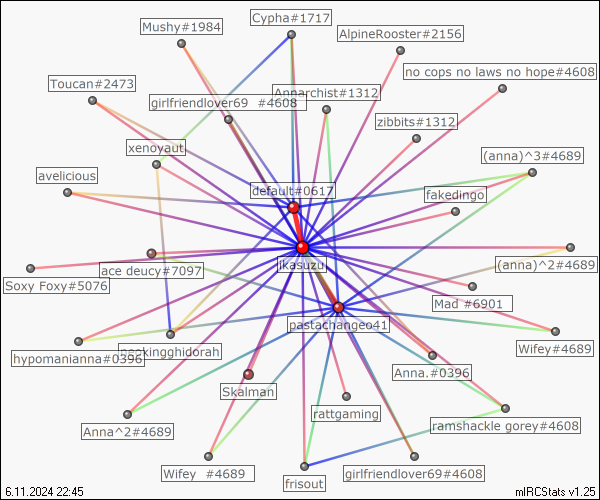 Cypha#1717
Mushy#1984
AlpineRooster#2156
no cops no laws no hope#4608
Toucan#2473
Annarchist#1312
girlfriendlover69 #4608
zibbits#1312
xenoyaut
(anna)^3#4689
avelicious
default#0617
fakedingo
jkasuzu
(anna)^2#4689
ace deucy#7097
Soxy Foxy#5076
Mad #6901
pastachangeo41
Wifey#4689
hypomanianna#0396
Anna.#0396
Skalman
rattgaming
ramshackle gorey#4608
Anna^2#4689
Wifey #4689
frisout
girlfriendlover69#4608
6.11.2024 22:45
mIRCStats v1.25